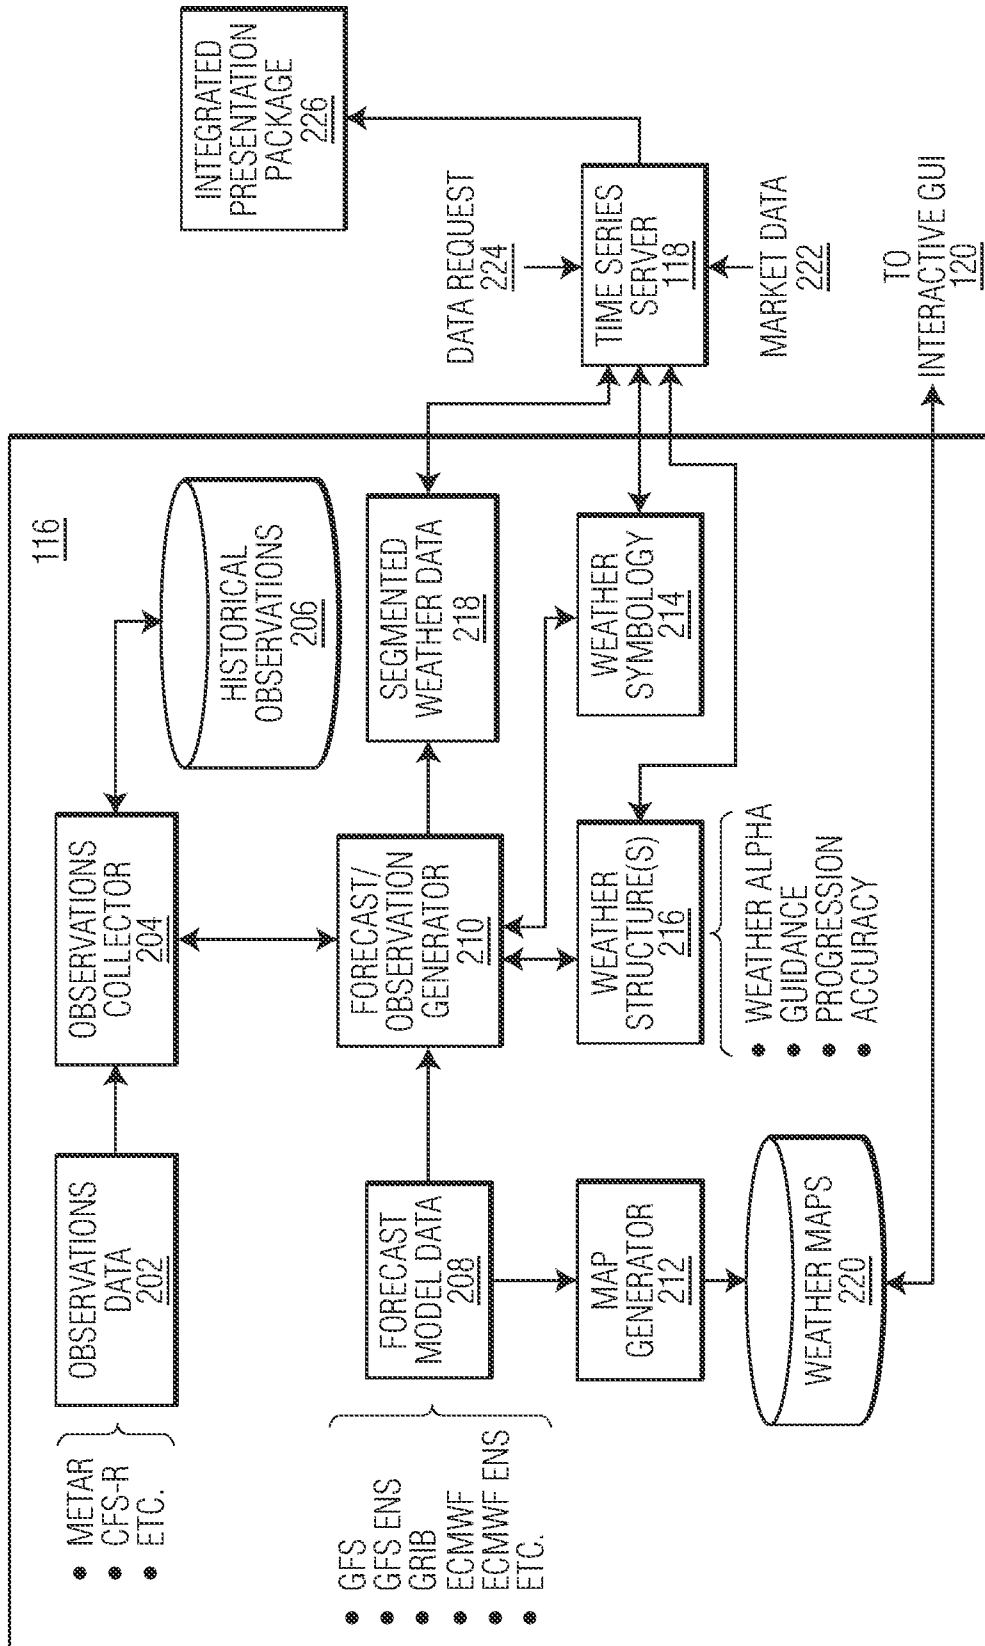 116
• METAR
• CFS-R
• ETC.
OBSERVATIONS
DATA
202
OBSERVATIONS
COLLECTOR
204
HISTORICAL
OBSERVATIONS
206
• GFS
• GFS ENS
• GRIB
• ECMWF
• ECMWF ENS
• ETC.
FORECAST
MODEL DATA
208
FORECAST/
OBSERVATION
GENERATOR
210
SEGMENTED
WEATHER DATA
218
MAP
GENERATOR
212
WEATHER
STRUCTURE(S)
216
WEATHER
SYMBOLOGY
214
• WEATHER ALPHA
• GUIDANCE
• PROGRESSION
• ACCURACY
WEATHER MAPS
220
INTEGRATED
PRESENTATION
PACKAGE
226
DATA REQUEST
224
TIME SERIES
SERVER
118
MARKET DATA
222
TO
INTERACTIVE GUI
120